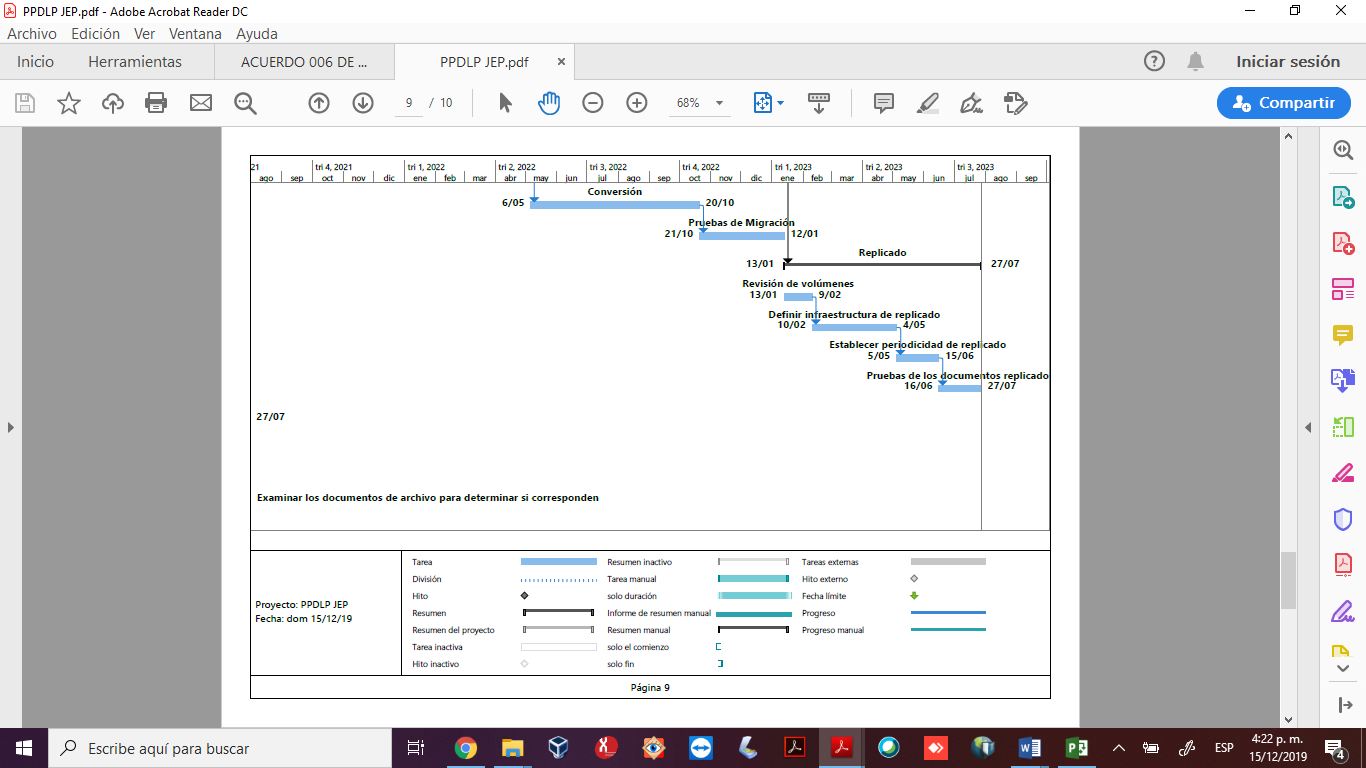 PPDLP JEP.pdf - Adobe Acrobat Reader DC
Archivo Edición Ver Ventana Ayuda
Inicio Herramientas ACUERDO 006 DE ... PPDLP JEP.pdf × Iniciar sesión
9 / 10 68% Compartir
21 tri 4, 2021 tri 1, 2022 tri 2, 2022 tri 3, 2022 tri 4, 2022 tri 1, 2023 tri 2, 2023 tri 3, 2023
ago sep oct nov dic ene feb mar abr may jun jul ago sep oct nov dic ene feb mar abr may jun jul ago sep
Conversión
6/05 20/10
Pruebas de Migración
21/10 12/01
Replicado
13/01 27/07
Revisión de volúmenes
13/01 9/02
Definir infraestructura de replicado
10/02 4/05
Establecer periodicidad de replicado
5/05 15/06
Pruebas de los documentos replicado
16/06 27/07
27/07
Examinar los documentos de archivo para determinar si corresponden
Proyecto: PPDLP JEP
Fecha: dom 15/12/19
Tarea Resumen inactivo Tareas externas
División Tarea manual Hito externo
Hito solo duración Fecha límite
Resumen Informe de resumen manual Progreso
Resumen del proyecto Resumen manual Progreso manual
Tarea inactiva solo el comienzo
Hito inactivo solo fin
Página 9
Escribe aquí para buscar ESP 4:22 p. m.
15/12/2019 4